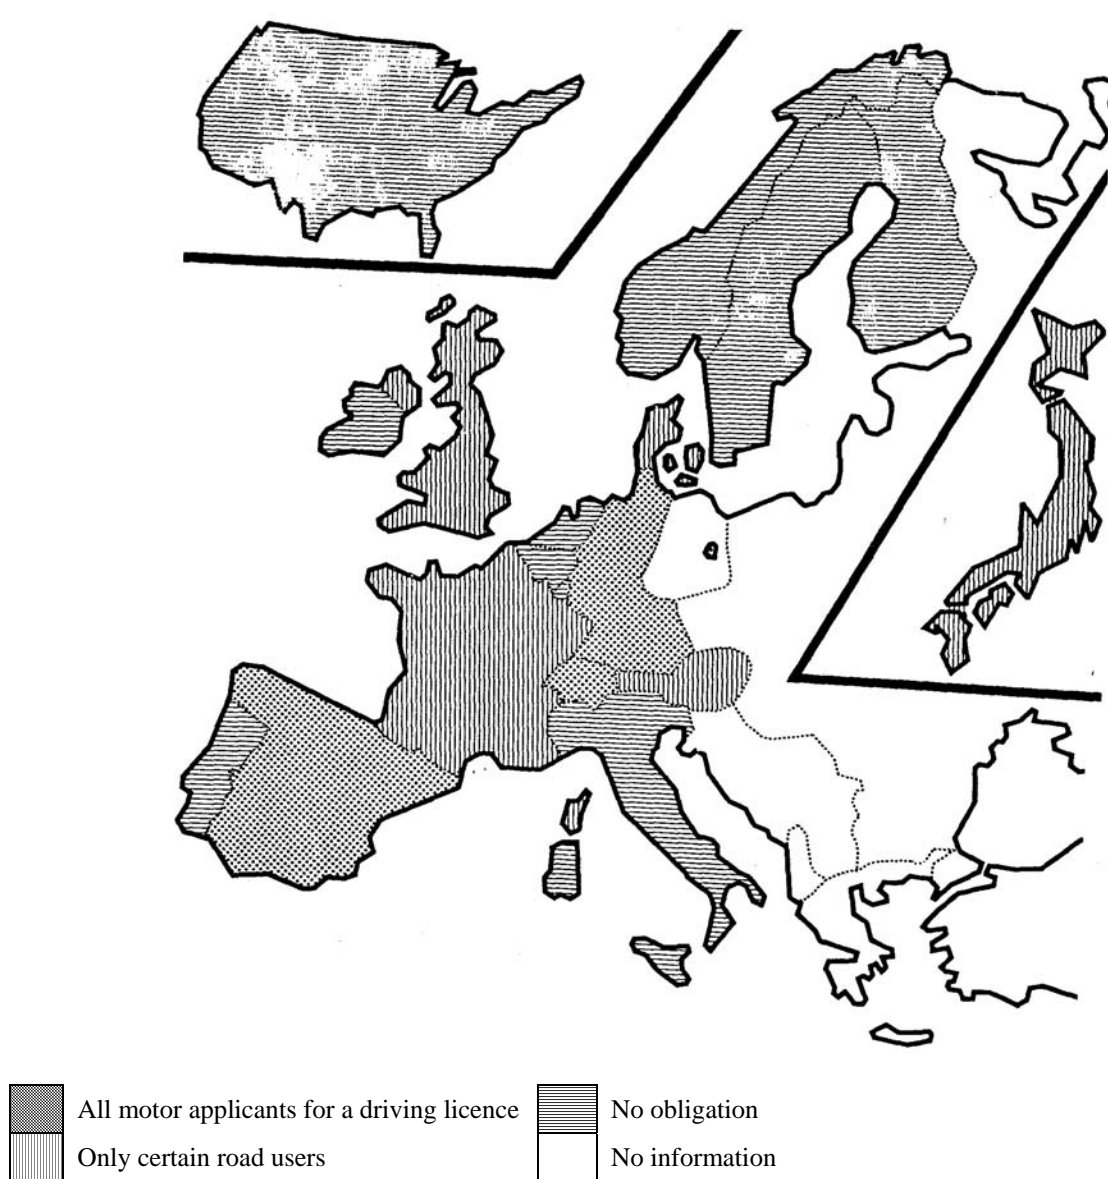 All motor applicants for a driving licence
No obligation
Only certain road users
No information